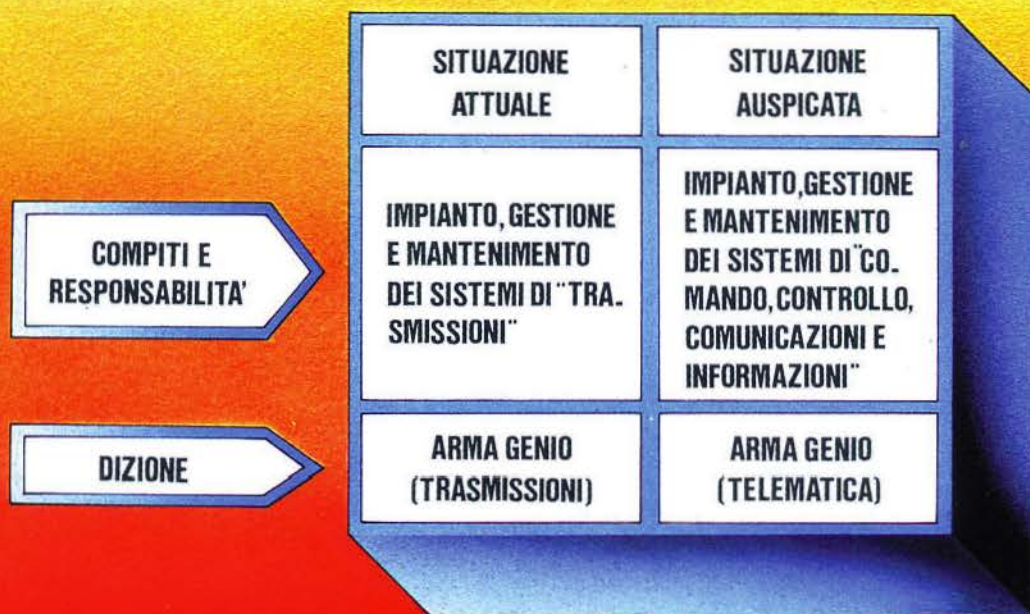 SITUAZIONE
ATTUALE
SITUAZIONE
AUSPICATA
COMPITI E
RESPONSABILITA'
IMPIANTO, GESTIONE
E MANTENIMENTO
DEI SISTEMI DI "TRA-
SMISSIONI"
IMPIANTO, GESTIONE
E MANTENIMENTO
DEI SISTEMI DI "CO-
MANDO, CONTROLLO,
COMUNICAZIONI E
INFORMAZIONI"
DIZIONE
ARMA GENIO
(TRASMISSIONI)
ARMA GENIO
(TELEMATICA)